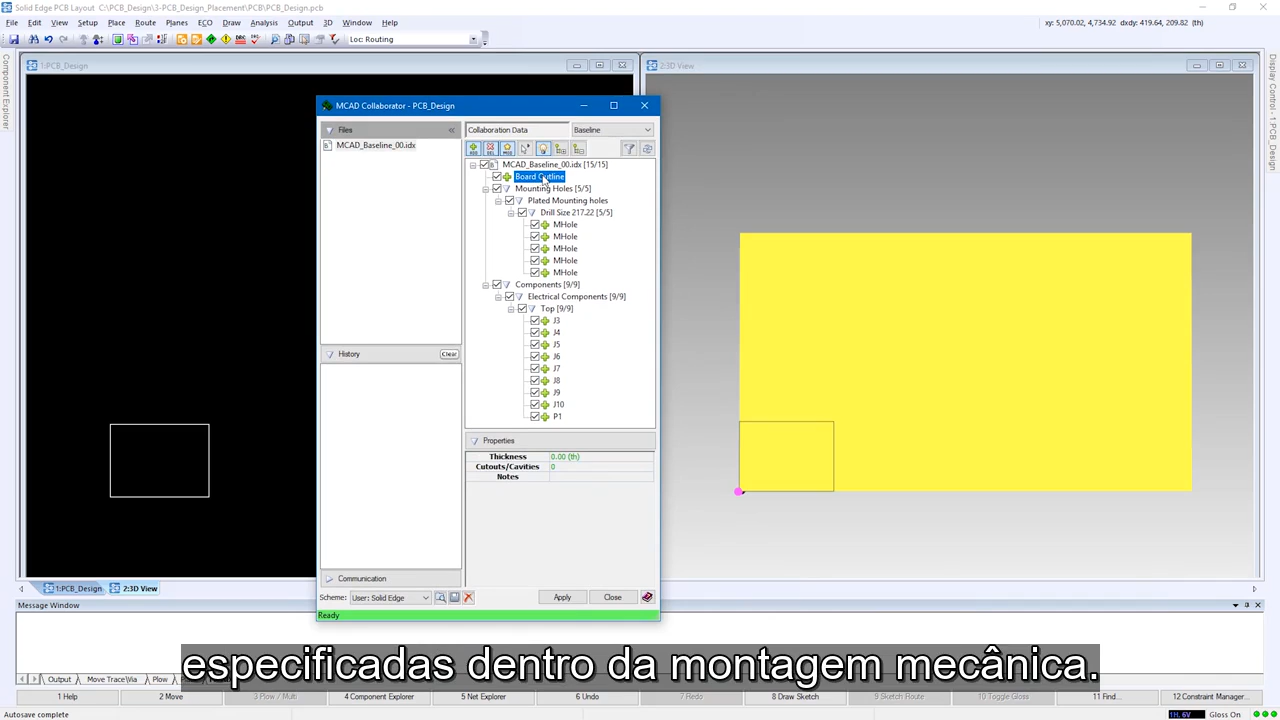 Solid Edge PCB Layout C:\PCB_Design\3-PCB_Design_Placement\PCB\PCB_Design.pcb
File Edit View Setup Place Route Planes ECO Draw Analysis Output 3D Window Help
xy: 5,070.02, 4,734.92 dxdy: 419.64, 209.82 (th)
Loc: Routing
Component Explorer
1:PCB_Design
2:3D View
Display Control - 1:PCB_Design
MCAD Collaborator - PCB_Design
Files
MCAD_Baseline_00.idx
Collaboration Data
Baseline
MCAD_Baseline_00.idx [15/15]
Board Outline
Mounting Holes [5/5]
Plated Mounting holes
Drill Size 217.22 [5/5]
MHole
MHole
MHole
MHole
MHole
Components [9/9]
Electrical Components [9/9]
Top [9/9]
J3
J4
J5
J6
J7
J8
J9
J10
P1
History
Clear
Properties
Thickness 0.00 (th)
Cutouts/Cavities 0
Notes
Communication
Scheme: User: Solid Edge
Apply
Close
Ready
1:PCB_Design
2:3D View
Message Window
especificadas dentro da montagem mecânica.
Output Move Trace/Via Plow
1 Help 2 Move 3 Plow / Multi 4 Component Explorer 5 Net Explorer 6 Undo 7 Redo 8 Draw Sketch 9 Sketch Route 10 Toggle Gloss 11 Find... 12 Constraint Manager...
Autosave complete
1H, 6V
Gloss On